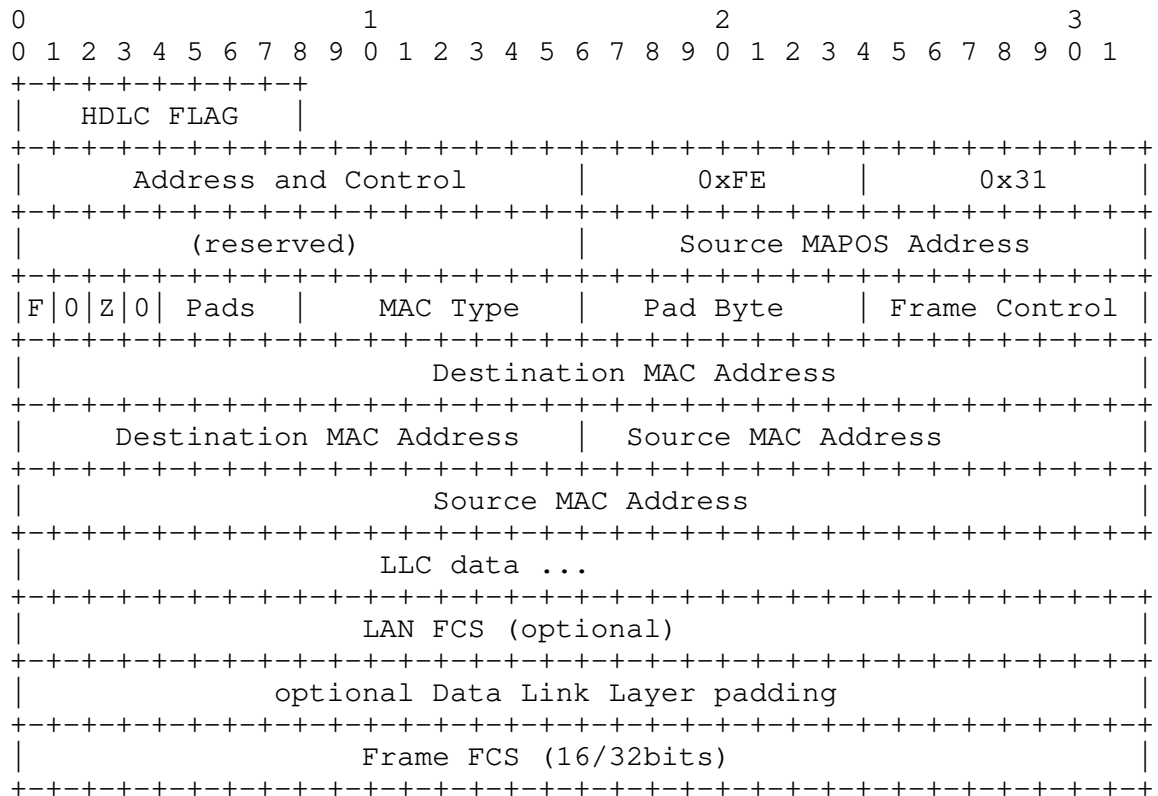 0                   1                   2                   3
0 1 2 3 4 5 6 7 8 9 0 1 2 3 4 5 6 7 8 9 0 1 2 3 4 5 6 7 8 9 0 1
+-+-+-+-+-+-+-+-+
|   HDLC FLAG   |
+-+-+-+-+-+-+-+-+-+-+-+-+-+-+-+-+-+-+-+-+-+-+-+-+-+-+-+-+-+-+-+-+
|      Address and Control      |      0xFE     |      0x31     |
+-+-+-+-+-+-+-+-+-+-+-+-+-+-+-+-+-+-+-+-+-+-+-+-+-+-+-+-+-+-+-+-+
|         (reserved)            |     Source MAPOS Address      |
+-+-+-+-+-+-+-+-+-+-+-+-+-+-+-+-+-+-+-+-+-+-+-+-+-+-+-+-+-+-+-+-+
|F|0|Z|0| Pads  |    MAC Type   |   Pad Byte    | Frame Control |
+-+-+-+-+-+-+-+-+-+-+-+-+-+-+-+-+-+-+-+-+-+-+-+-+-+-+-+-+-+-+-+-+
|                       Destination MAC Address                 |
+-+-+-+-+-+-+-+-+-+-+-+-+-+-+-+-+-+-+-+-+-+-+-+-+-+-+-+-+-+-+-+-+
|     Destination MAC Address   |  Source MAC Address           |
+-+-+-+-+-+-+-+-+-+-+-+-+-+-+-+-+-+-+-+-+-+-+-+-+-+-+-+-+-+-+-+-+
|                       Source MAC Address                      |
+-+-+-+-+-+-+-+-+-+-+-+-+-+-+-+-+-+-+-+-+-+-+-+-+-+-+-+-+-+-+-+-+
|                    LLC data ...
+-+-+-+-+-+-+-+-+-+-+-+-+-+-+-+-+-+-+-+-+-+-+-+-+-+-+-+-+-+-+-+-+
|                   LAN FCS (optional)                          |
+-+-+-+-+-+-+-+-+-+-+-+-+-+-+-+-+-+-+-+-+-+-+-+-+-+-+-+-+-+-+-+-+
|              optional Data Link Layer padding                 |
+-+-+-+-+-+-+-+-+-+-+-+-+-+-+-+-+-+-+-+-+-+-+-+-+-+-+-+-+-+-+-+-+
|                   Frame FCS (16/32bits)                       |
+-+-+-+-+-+-+-+-+-+-+-+-+-+-+-+-+-+-+-+-+-+-+-+-+-+-+-+-+-+-+-+-+